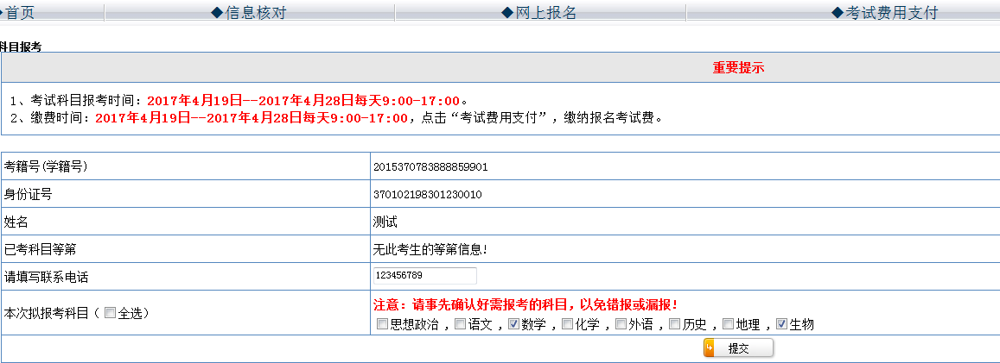 ◆首页 ◆信息核对 ◆网上报名 ◆考试费用支付
科目报考
重要提示
1、考试科目报考时间：2017年4月19日--2017年4月28日每天9:00-17:00。
2、缴费时间：2017年4月19日--2017年4月28日每天9:00-17:00，点击“考试费用支付”，缴纳报名考试费。
考籍号(学籍号) 2015370783888859901
身份证号 370102198301230010
姓名 测试
已考科目等第 无此考生的等第信息!
请填写联系电话 123456789
本次拟报考科目（ 全选）
注意：请事先确认好需报考的科目，以免错报或漏报!
思想政治 ， 语文 ， 数学 ， 化学 ， 外语 ， 历史 ， 地理 ， 生物
提交